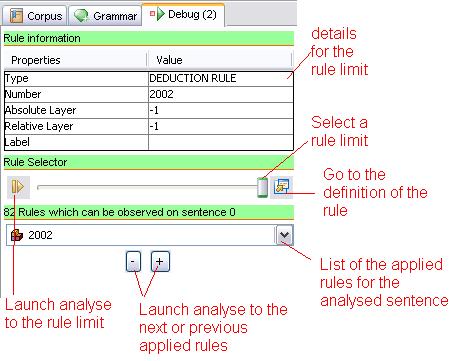 Corpus Grammar Debug (2)
Rule information
Properties Value
Type DEDUCTION RULE
Number 2002
Absolute Layer -1
Relative Layer -1
Label
details
for the
rule limit
Rule Selector
Select a
rule limit
Go to the
definition of the
rule
82 Rules which can be observed on sentence 0
2002
- +
List of the applied
rules for the
analysed sentence
Launch analyse
to the rule limit
Launch analyse to the
next or previous
applied rules